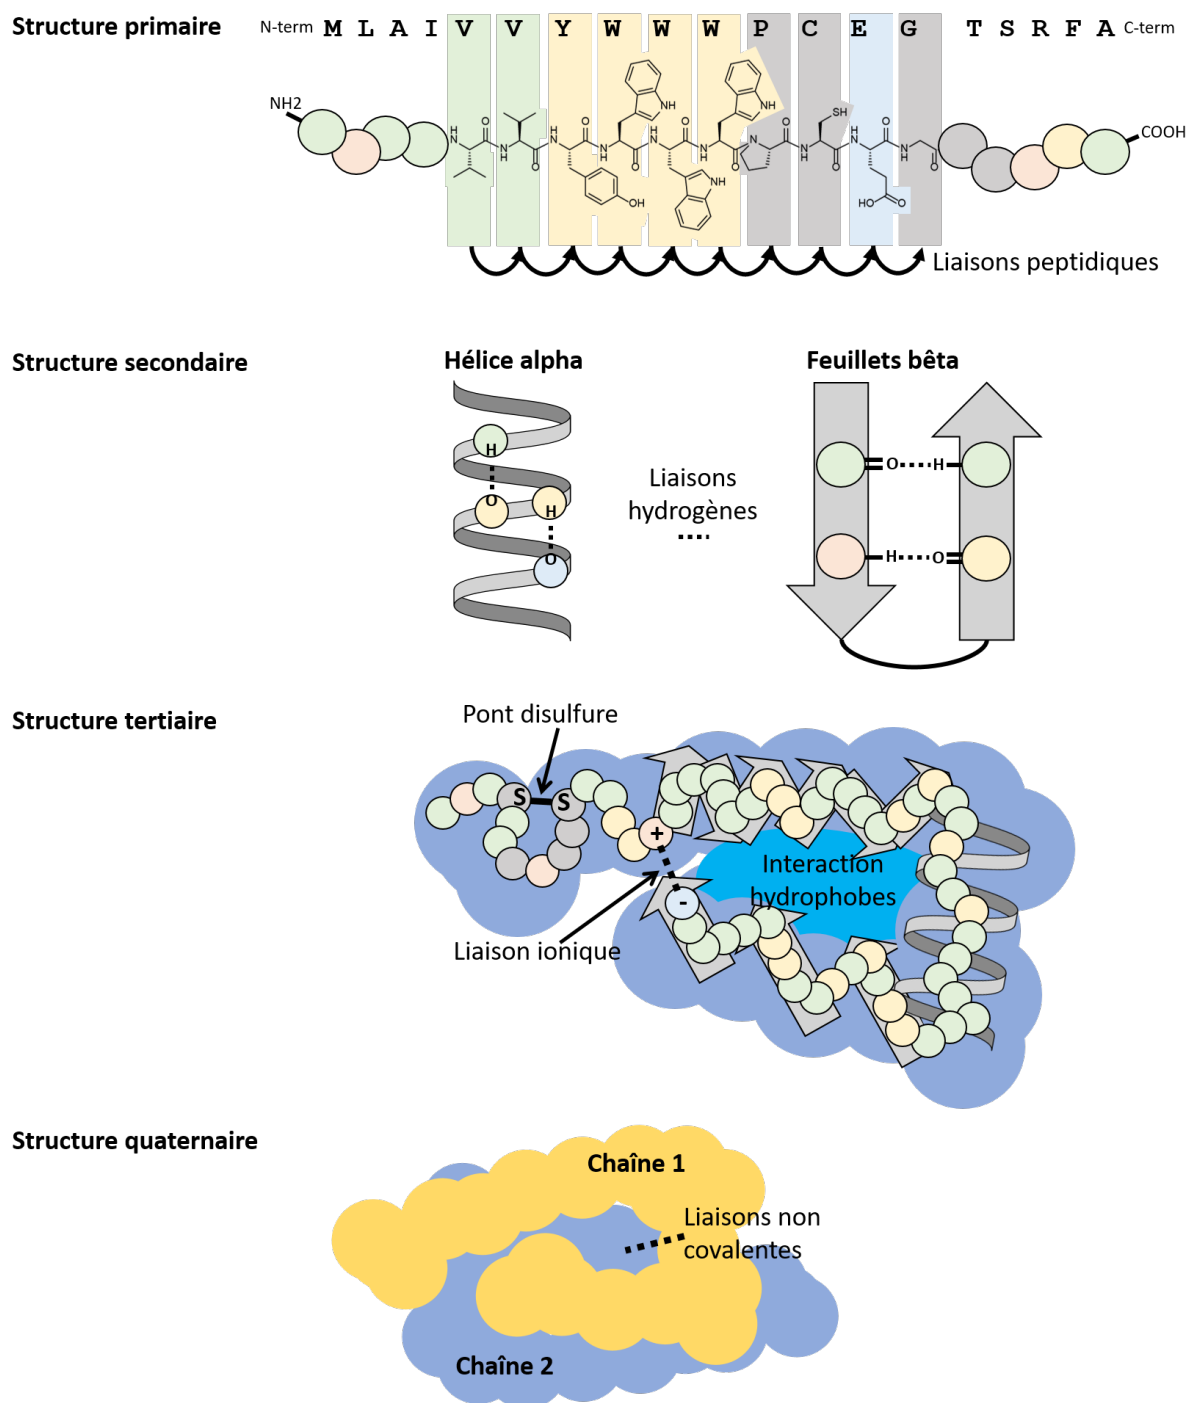 Structure primaire
N-term M L A I V V Y W W W P C E G T S R F A C-term
NH2
NH
O
SH
COOH
H
N
OH
HO
Liaisons peptidiques
Structure secondaire
Hélice alpha
Feuillets bêta
H
O
H
O
Liaisons
hydrogènes
O H
H O
Structure tertiaire
Pont disulfure
S S
+
-
Interaction
hydrophobes
Liaison ionique
Structure quaternaire
Chaîne 1
Liaisons non
covalentes
Chaîne 2